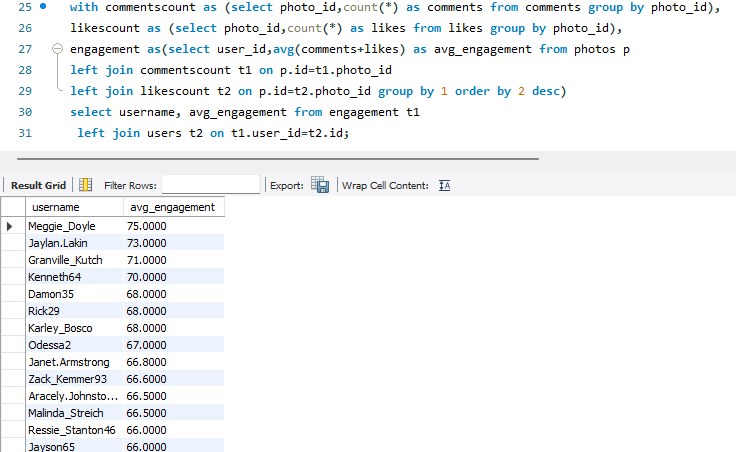 25 with commentscount as (select photo_id,count(*) as comments from comments group by photo_id),
26 likescount as (select photo_id,count(*) as likes from likes group by photo_id),
27 engagement as(select user_id,avg(comments+likes) as avg_engagement from photos p
28 left join commentscount t1 on p.id=t1.photo_id
29 left join likescount t2 on p.id=t2.photo_id group by 1 order by 2 desc)
30 select username, avg_engagement from engagement t1
31 left join users t2 on t1.user_id=t2.id;
Result Grid Filter Rows: Export: Wrap Cell Content: IA
username avg_engagement
Meggie_Doyle 75.0000
Jaylan.Lakin 73.0000
Granville_Kutch 71.0000
Kenneth64 70.0000
Damon35 68.0000
Rick29 68.0000
Karley_Bosco 68.0000
Odessa2 67.0000
Janet.Armstrong 66.8000
Zack_Kemmer93 66.6000
Aracely.Johnsto... 66.5000
Malinda_Streich 66.5000
Ressie_Stanton46 66.0000
Jayson65 66.0000